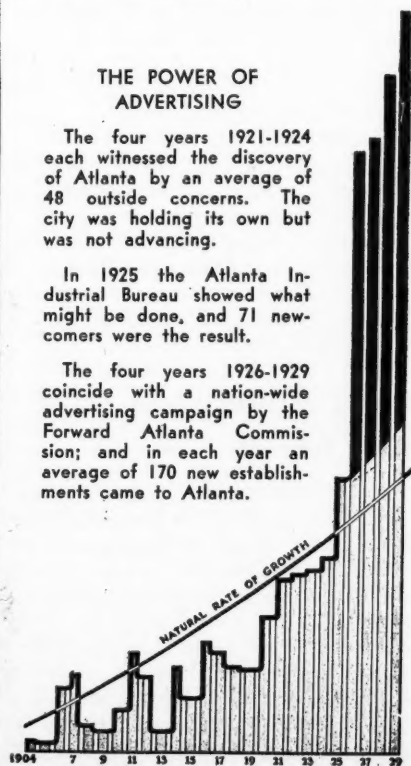 THE POWER OF
ADVERTISING
The four years 1921-1924
each witnessed the discovery
of Atlanta by an average of
48 outside concerns. The
city was holding its own but
was not advancing.
In 1925 the Atlanta In-
dustrial Bureau showed what
might be done, and 71 new-
comers were the result.
The four years 1926-1929
coincide with a nation-wide
advertising campaign by the
Forward Atlanta Commis-
sion; and in each year an
average of 170 new establish-
ments came to Atlanta.
NATURAL RATE OF GROWTH
1904 7 9 11 13 15 17 19 21 23 25 27 29